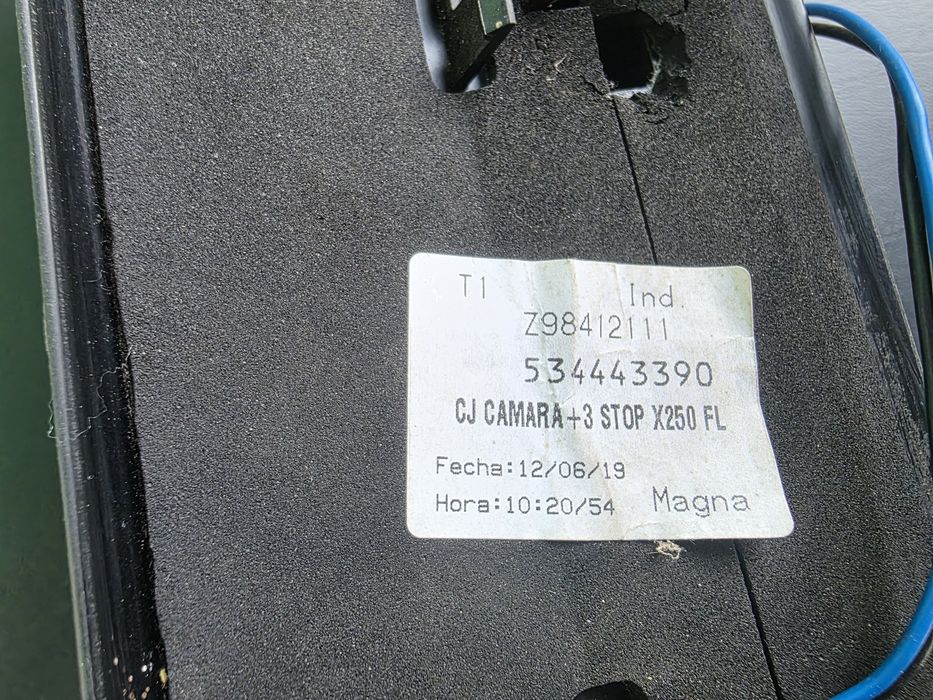 T1 Ind.
Z98412111
534443390
CJ CAMARA+3 STOP X250 FL
Fecha:12/06/19
Hora:10:20/54 Magna